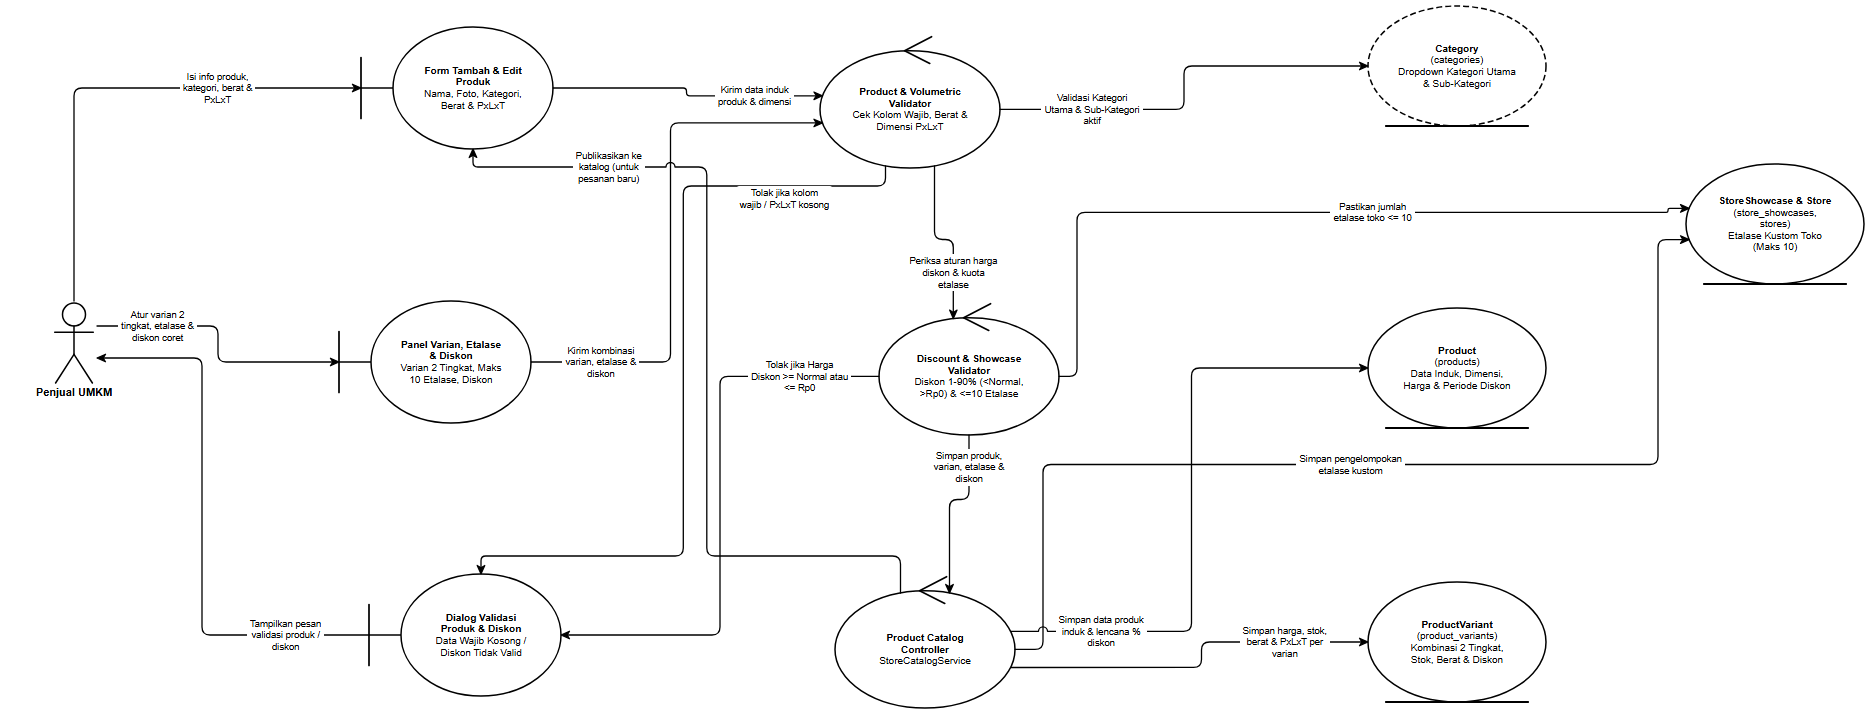 Isi info produk,
kategori, berat &
PxLxT
Form Tambah & Edit
Produk
Nama, Foto, Kategori,
Berat & PxLxT
Kirim data induk
produk & dimensi
Product & Volumetric
Validator
Cek Kolom Wajib, Berat &
Dimensi PxLxT
Validasi Kategori
Utama & Sub-Kategori
aktif
Category
(categories)
Dropdown Kategori Utama
& Sub-Kategori
Publikasikan ke
katalog (untuk
pesanan baru)
Tolak jika kolom
wajib / PxLxT kosong
Periksa aturan harga
diskon & kuota
etalase
Pastikan jumlah
etalase toko <= 10
StoreShowcase & Store
(store_showcases,
stores)
Etalase Kustom Toko
(Maks 10)
Penjual UMKM
Atur varian 2
tingkat, etalase &
diskon coret
Panel Varian, Etalase
& Diskon
Varian 2 Tingkat, Maks
10 Etalase, Diskon
Kirim kombinasi
varian, etalase &
diskon
Tolak jika Harga
Diskon >= Normal atau
<= Rp0
Discount & Showcase
Validator
Diskon 1-90% (<Normal,
>Rp0) & <=10 Etalase
Product
(products)
Data Induk, Dimensi,
Harga & Periode Diskon
Simpan produk,
varian, etalase &
diskon
Simpan pengelompokan
etalase kustom
Tampilkan pesan
validasi produk /
diskon
Dialog Validasi
Produk & Diskon
Data Wajib Kosong /
Diskon Tidak Valid
Product Catalog
Controller
StoreCatalogService
Simpan data produk
induk & lencana %
diskon
Simpan harga, stok,
berat & PxLxT per
varian
ProductVariant
(product_variants)
Kombinasi 2 Tingkat,
Stok, Berat & Diskon